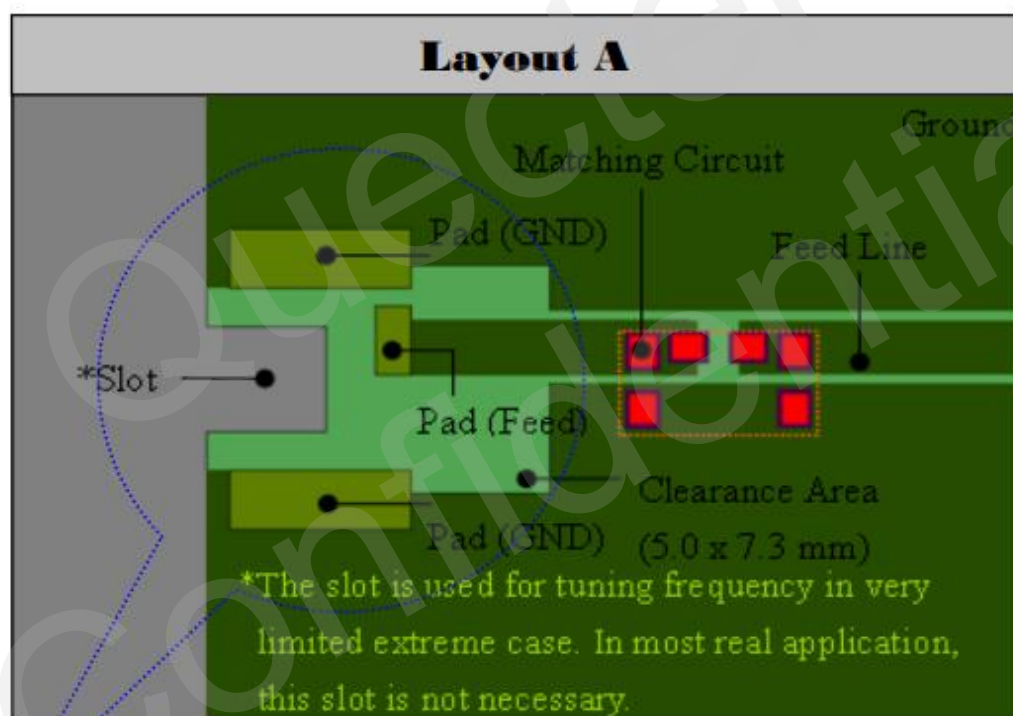 Layout A
Ground
Matching Circuit
Pad (GND)
Feed Line
*Slot
Pad (Feed)
Clearance Area
Pad (GND)
(5.0 x 7.3 mm)
*The slot is used for tuning frequency in very
limited extreme case. In most real application,
this slot is not necessary.
Quectel
Confidential